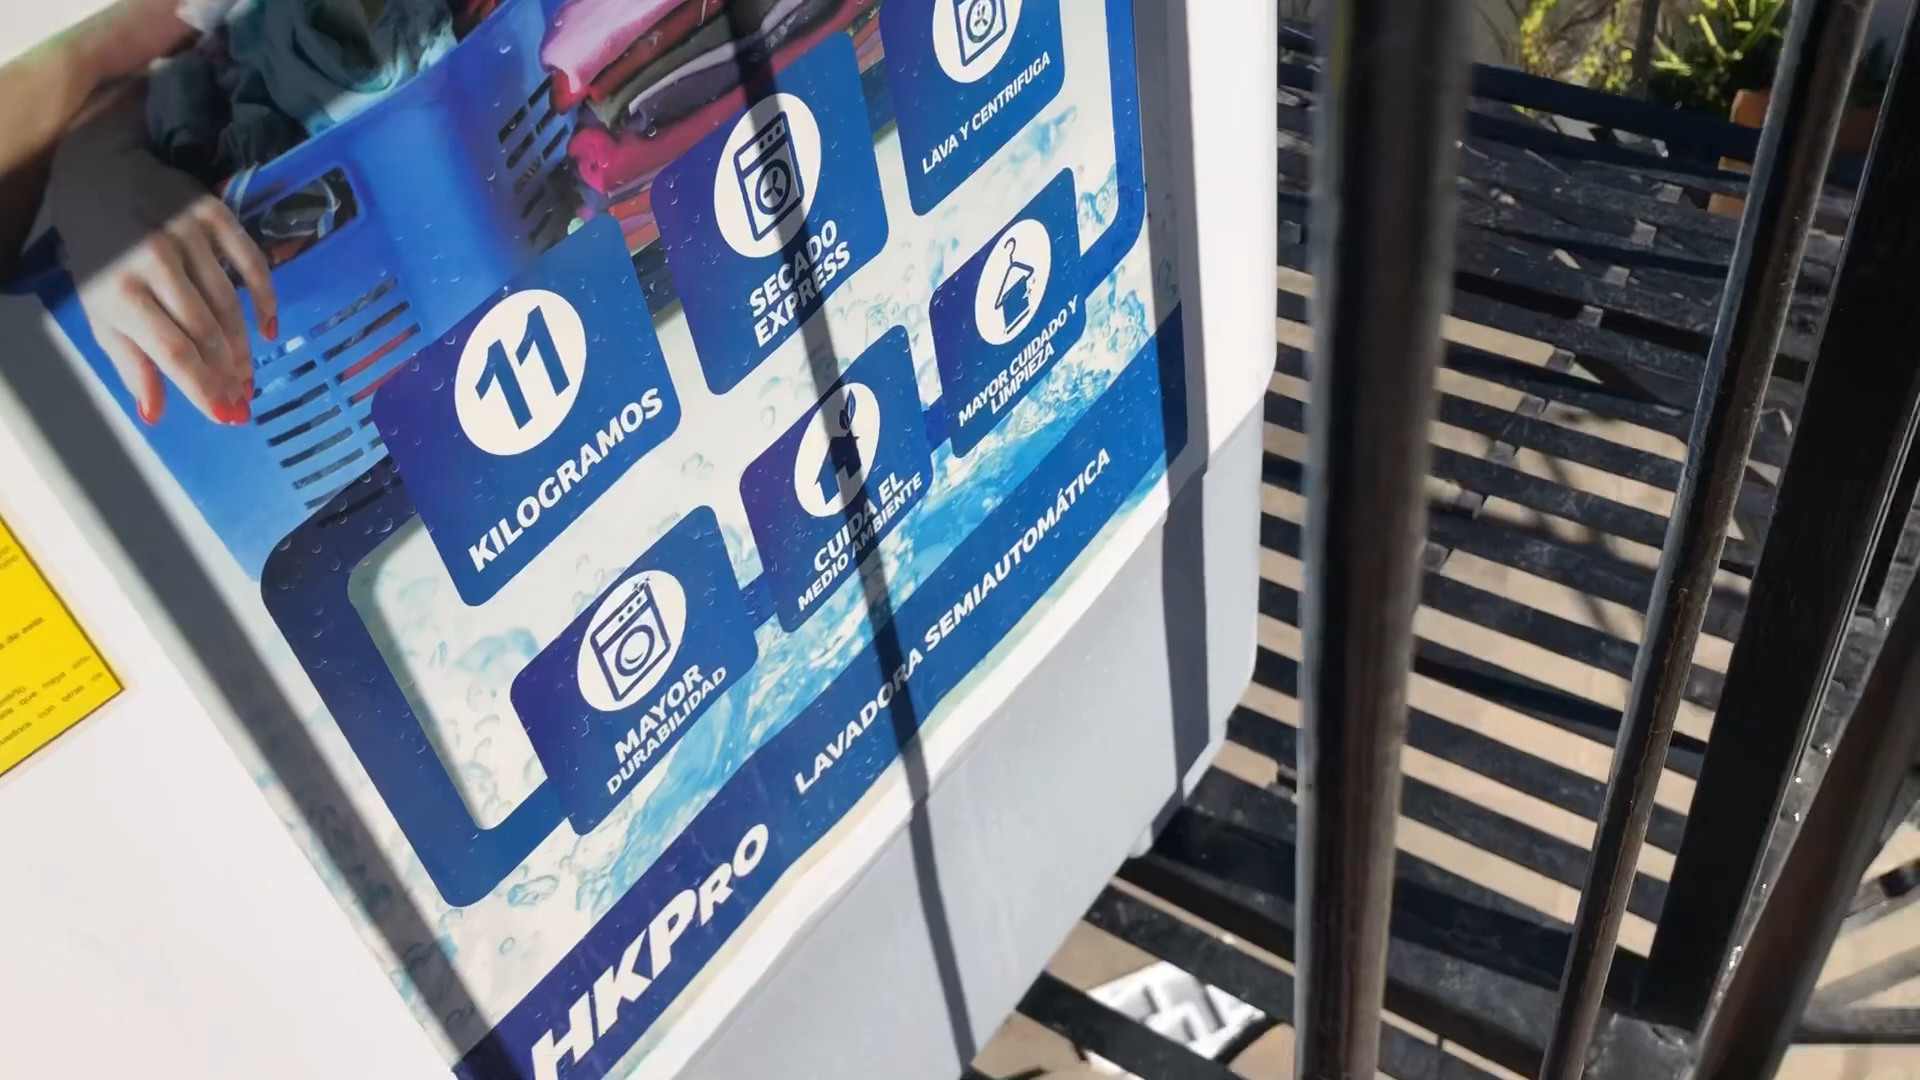 LAVA Y CENTRIFUGA
SECADO
EXPRESS
11
KILOGRAMOS
MAYOR CUIDADO Y
LIMPIEZA
CUIDA EL
MEDIO AMBIENTE
MAYOR
DURABILIDAD
LAVADORA SEMIAUTOMÁTICA
HKPRO